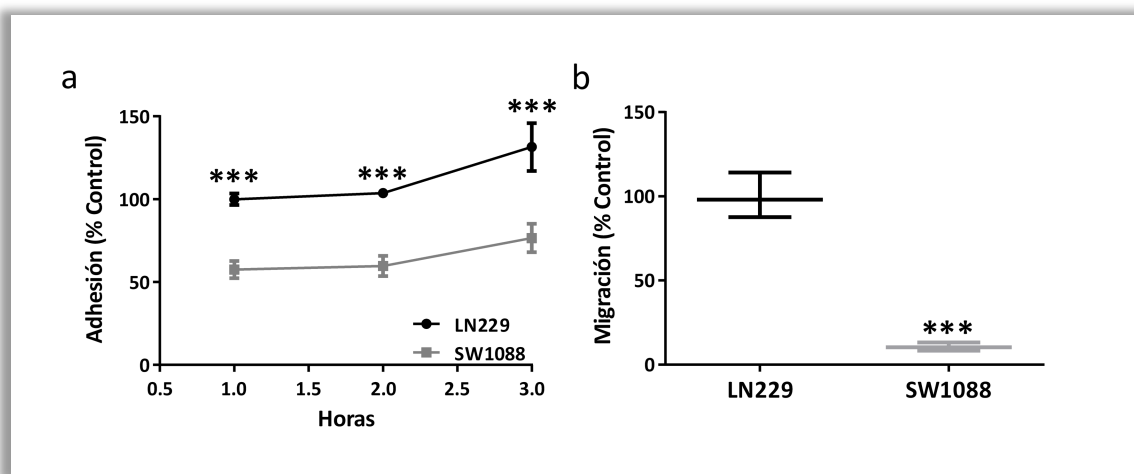 a
b
***
***
***
150
100
50
0
Adhesión (% Control)
LN229
SW1088
0.5 1.0 1.5 2.0 2.5 3.0
Horas
150
100
50
0
Migración (% Control)
***
LN229 SW1088